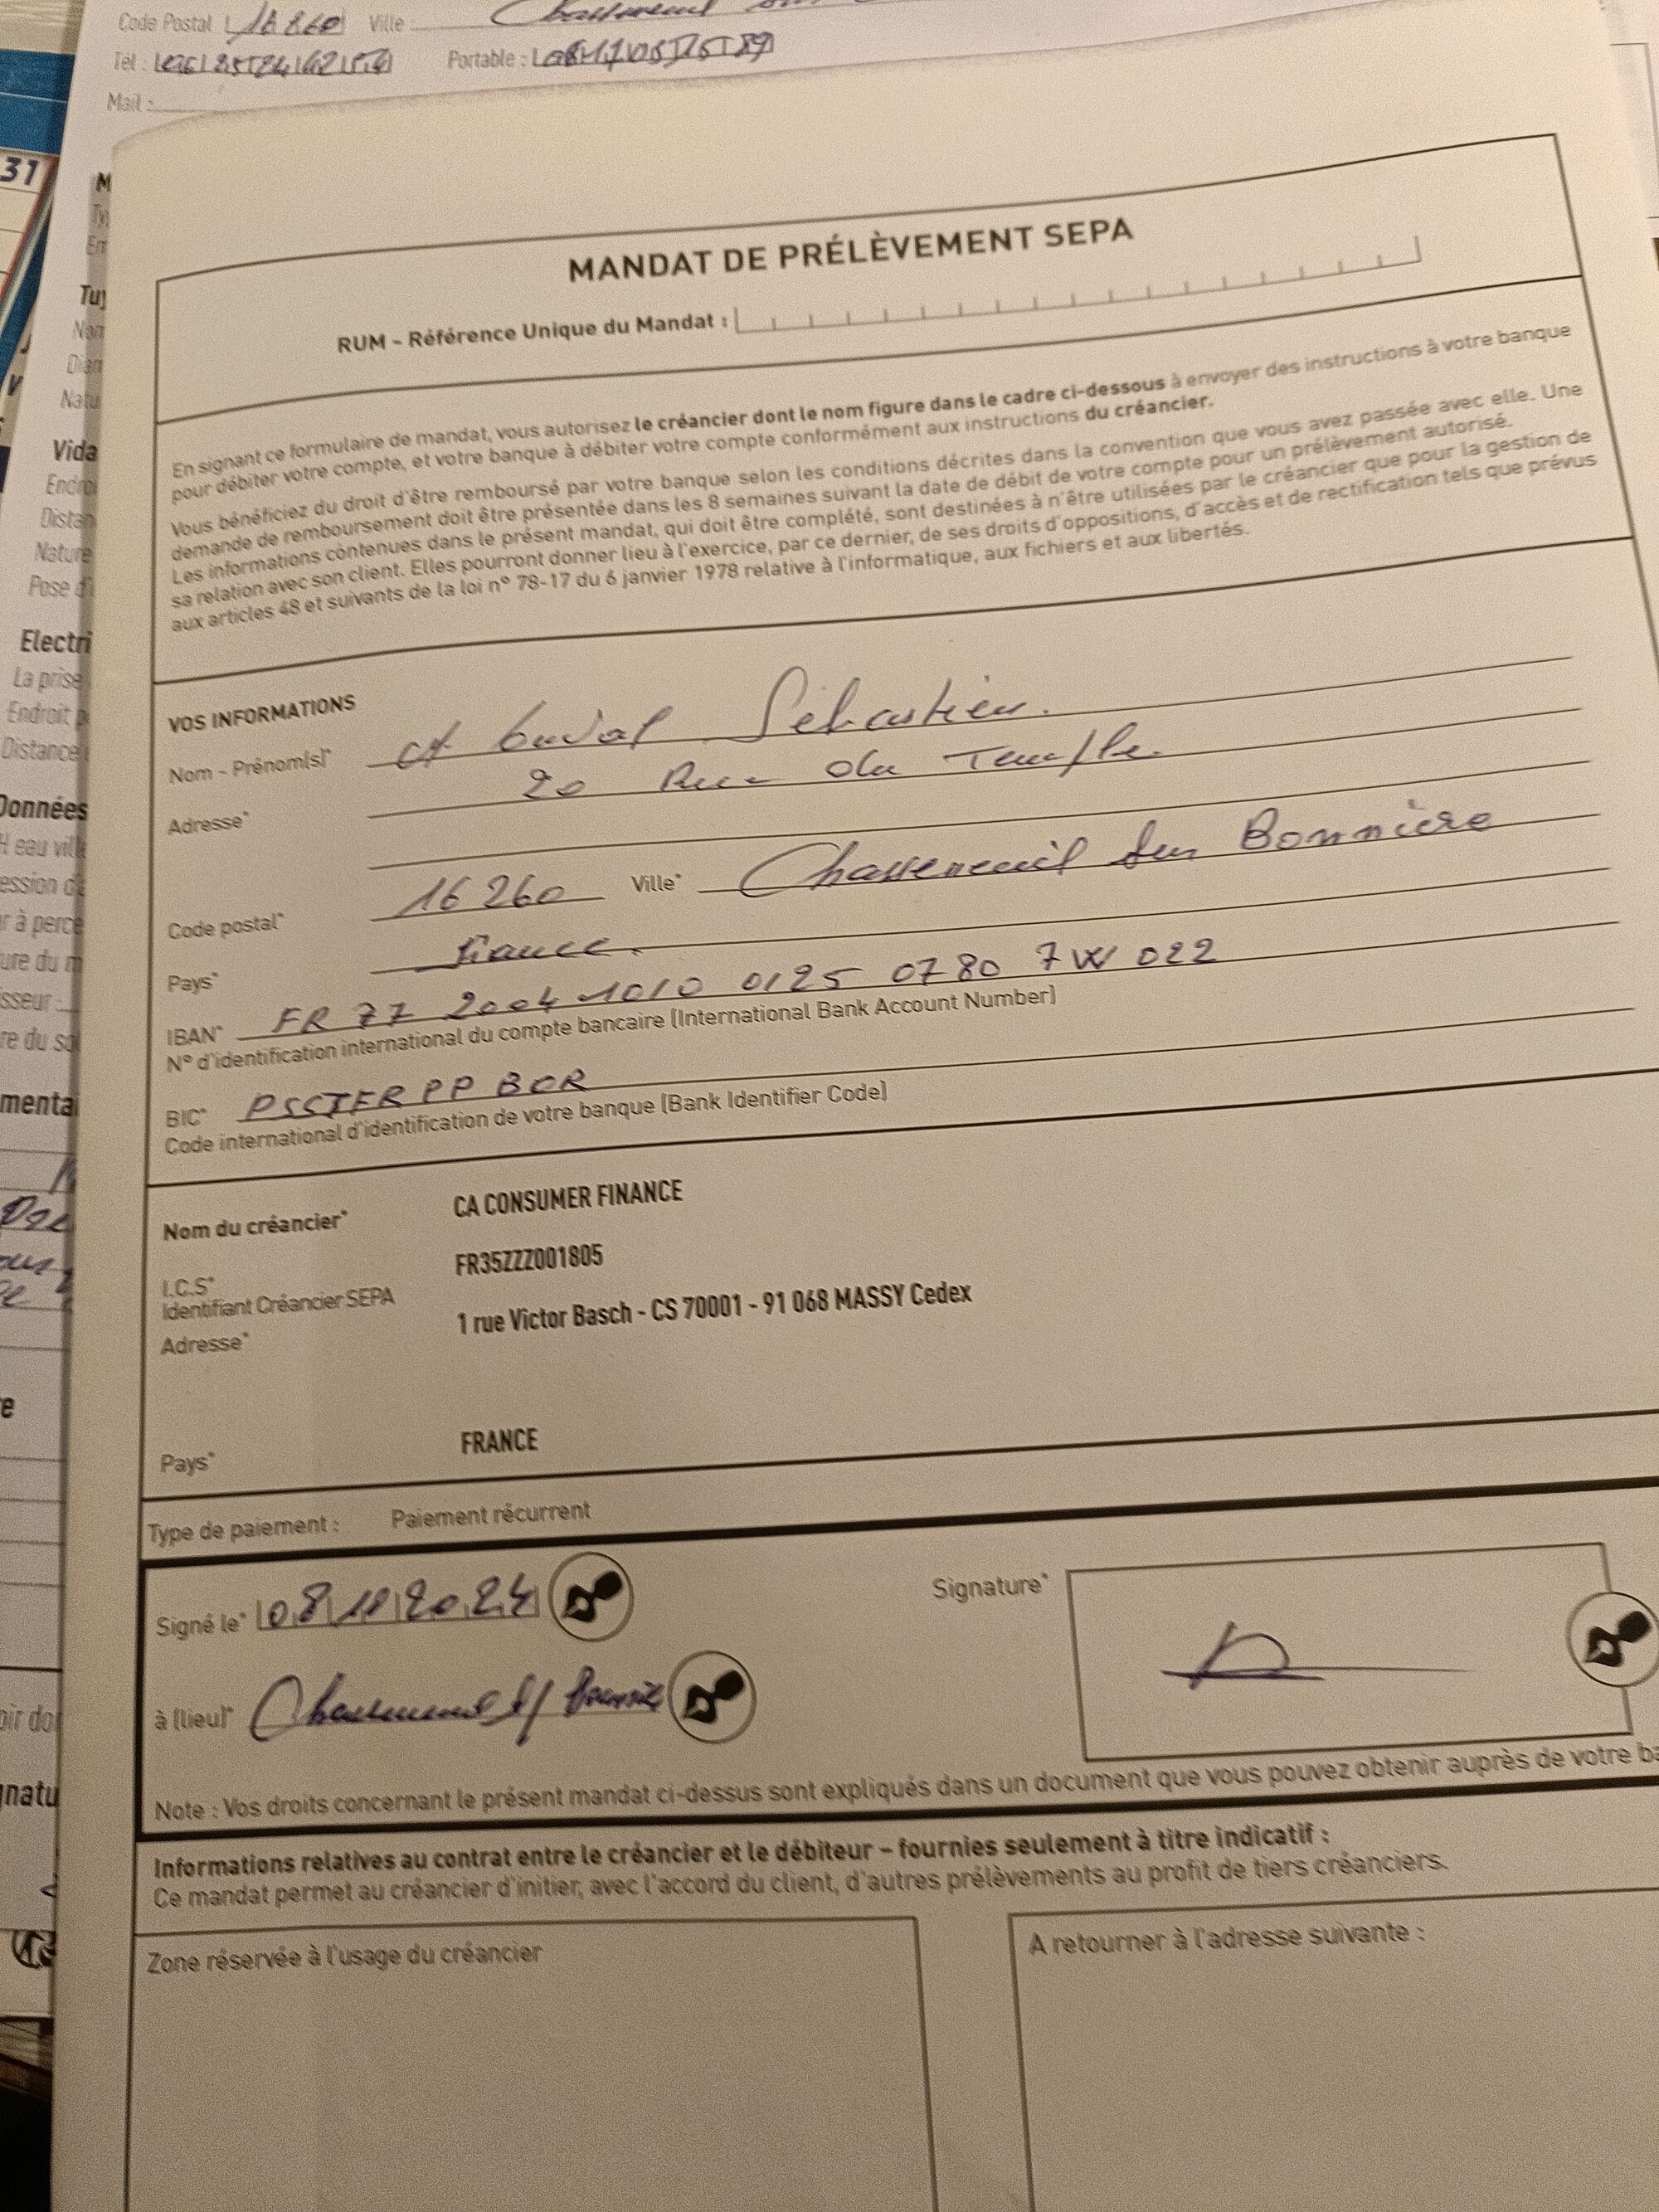 Code Postal 16260 Ville :
Tél : Portable :
Mail :
31
MANDAT DE PRÉLÈVEMENT SEPA
RUM - Référence Unique du Mandat :
En signant ce formulaire de mandat, vous autorisez le créancier dont le nom figure dans le cadre ci-dessous à envoyer des instructions à votre banque
pour débiter votre compte, et votre banque à débiter votre compte conformément aux instructions du créancier.
Vous bénéficiez du droit d'être remboursé par votre banque selon les conditions décrites dans la convention que vous avez passée avec elle. Une
demande de remboursement doit être présentée dans les 8 semaines suivant la date de débit de votre compte pour un prélèvement autorisé.
Les informations contenues dans le présent mandat, qui doit être complété, sont destinées à n'être utilisées par le créancier que pour la gestion de
sa relation avec son client. Elles pourront donner lieu à l'exercice, par ce dernier, de ses droits d'oppositions, d'accès et de rectification tels que prévus
aux articles 48 et suivants de la loi n° 78-17 du 6 janvier 1978 relative à l'informatique, aux fichiers et aux libertés.
VOS INFORMATIONS
Nom - Prénom(s)* Sébastien.
Adresse* 20 Rue du Temple.
Code postal* 16 260 Ville* Chasseneuil sur Bonnière
Pays* France.
IBAN* FR 77 2004 1010 0125 0780 7W 022
N° d'identification international du compte bancaire (International Bank Account Number)
BIC* PSSTFR PP BOR
Code international d'identification de votre banque (Bank Identifier Code)
Nom du créancier* CA CONSUMER FINANCE
I.C.S* FR35ZZZ001805
Identifiant Créancier SEPA
Adresse* 1 rue Victor Basch - CS 70001 - 91 068 MASSY Cedex
Pays* FRANCE
Type de paiement : Paiement récurrent
Signé le* Signature*
à (lieu)*
Note : Vos droits concernant le présent mandat ci-dessus sont expliqués dans un document que vous pouvez obtenir auprès de votre ba
Informations relatives au contrat entre le créancier et le débiteur - fournies seulement à titre indicatif :
Ce mandat permet au créancier d'initier, avec l'accord du client, d'autres prélèvements au profit de tiers créanciers.
Zone réservée à l'usage du créancier
A retourner à l'adresse suivante :